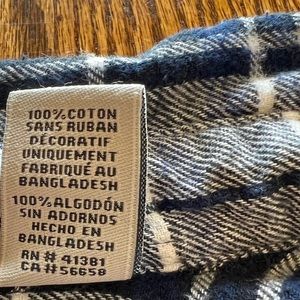 100% COTON
SANS RUBAN
DÉCORATIF
UNIQUEMENT
FABRIQUÉ AU
BANGLADESH
100% ALGODÓN
SIN ADORNOS
HECHO EN
BANGLADESH
RN # 41381
CA # 56658